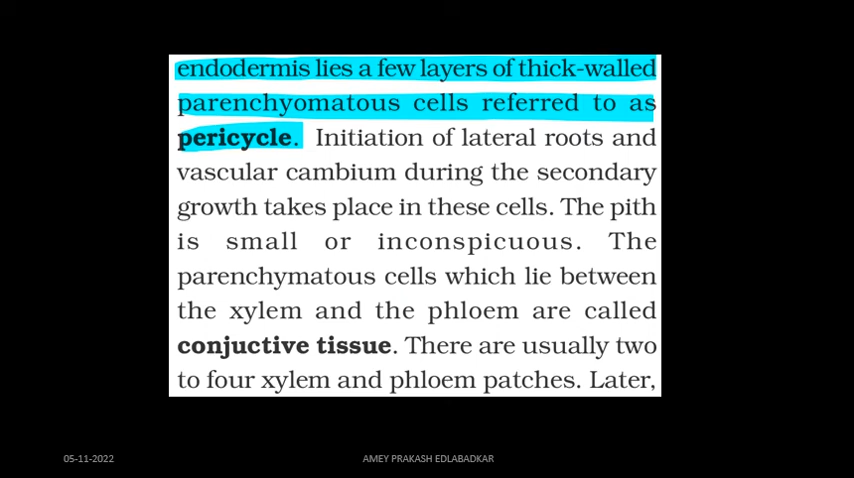 endodermis lies a few layers of thick-walled
parenchyomatous cells referred to as
pericycle. Initiation of lateral roots and
vascular cambium during the secondary
growth takes place in these cells. The pith
is small or inconspicuous. The
parenchymatous cells which lie between
the xylem and the phloem are called
conjuctive tissue. There are usually two
to four xylem and phloem patches. Later,
05-11-2022
AMEY PRAKASH EDLABADKAR